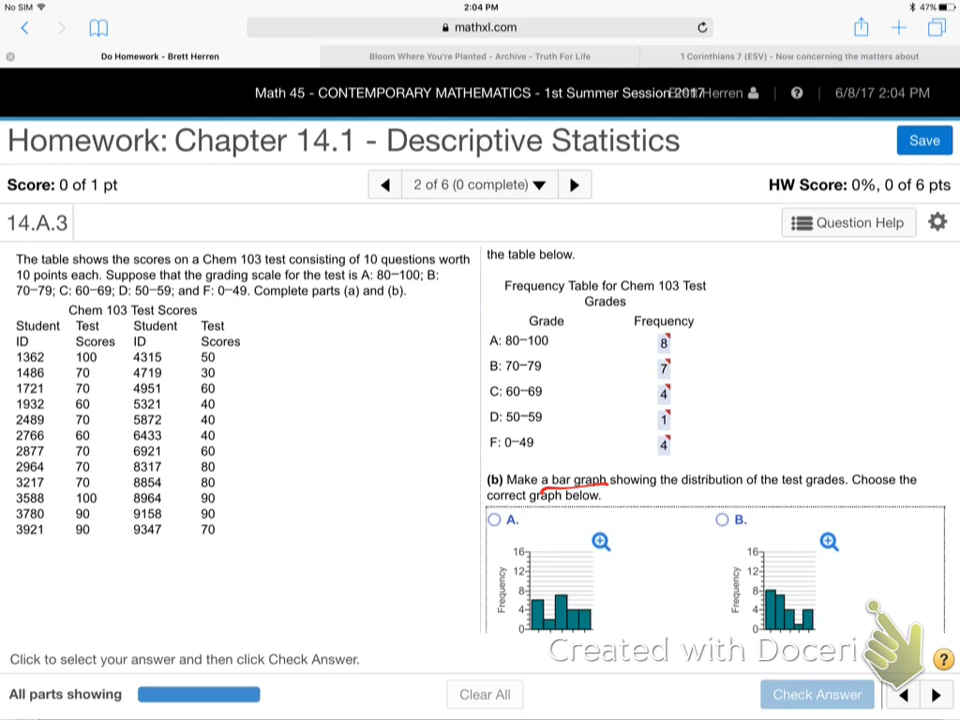 No SIM
2:04 PM
47%
mathxl.com
Do Homework - Brett Herren
Bloom Where You're Planted - Archive - Truth For Life
1 Corinthians 7 (ESV) - Now concerning the matters about
Math 45 - CONTEMPORARY MATHEMATICS - 1st Summer Session 2017
Herren
?
6/8/17 2:04 PM
Homework: Chapter 14.1 - Descriptive Statistics
Save
Score: 0 of 1 pt
2 of 6 (0 complete)
HW Score: 0%, 0 of 6 pts
14.A.3
Question Help
The table shows the scores on a Chem 103 test consisting of 10 questions worth
10 points each. Suppose that the grading scale for the test is A: 80–100; B:
70–79; C: 60–69; D: 50–59; and F: 0–49. Complete parts (a) and (b).
Chem 103 Test Scores
Student Test Student Test
ID Scores ID Scores
1362 100 4315 50
1486 70 4719 30
1721 70 4951 60
1932 60 5321 40
2489 70 5872 40
2766 60 6433 40
2877 70 6921 60
2964 70 8317 80
3217 70 8854 80
3588 100 8964 90
3780 90 9158 90
3921 90 9347 70
the table below.
Frequency Table for Chem 103 Test
Grades
Grade Frequency
A: 80–100 8
B: 70–79 7
C: 60–69 4
D: 50–59 1
F: 0–49 4
(b) Make a bar graph showing the distribution of the test grades. Choose the
correct graph below.
A.
16
12
8
4
0
Frequency
B.
16
12
8
4
0
Frequency
Created with Doceri
Click to select your answer and then click Check Answer.
?
All parts showing
Clear All
Check Answer